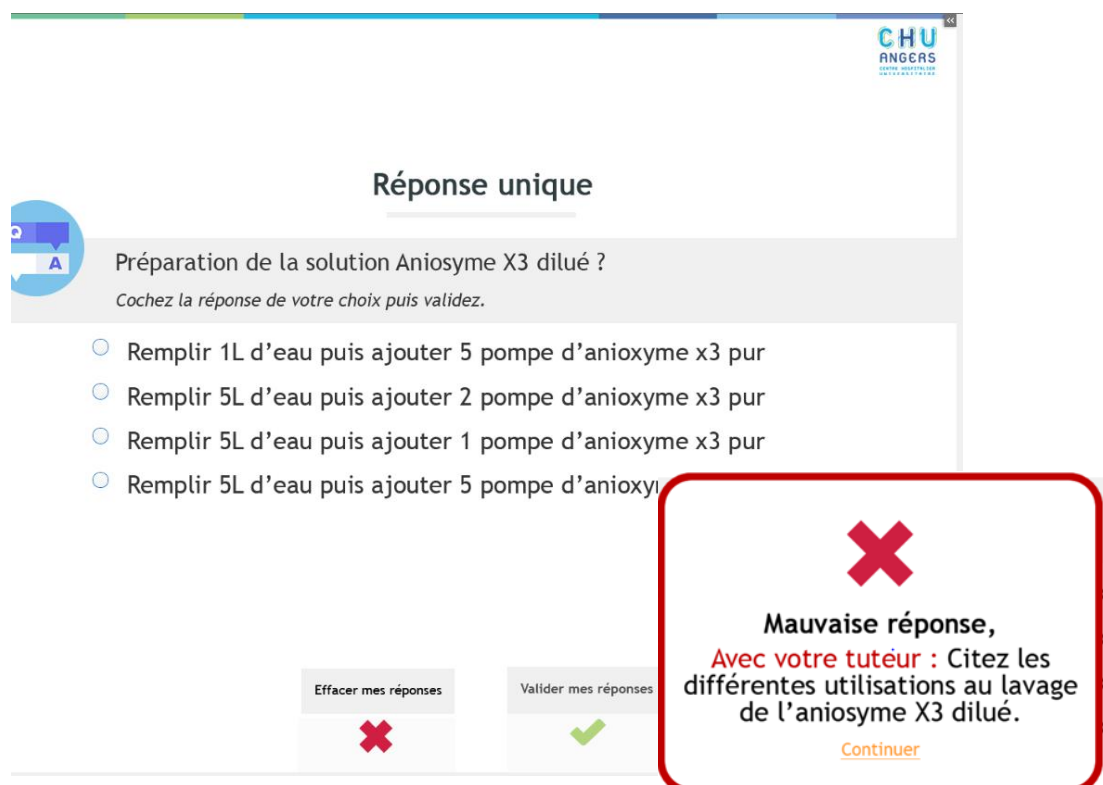 «
CHU
ANGERS
CENTRE HOSPITALIER
UNIVERSITAIRE
Réponse unique
Q
A
Préparation de la solution Aniosyme X3 dilué ?
Cochez la réponse de votre choix puis validez.
Remplir 1L d'eau puis ajouter 5 pompe d'anioxyme x3 pur
Remplir 5L d'eau puis ajouter 2 pompe d'anioxyme x3 pur
Remplir 5L d'eau puis ajouter 1 pompe d'anioxyme x3 pur
Remplir 5L d'eau puis ajouter 5 pompe
Effacer mes réponses
Valider mes réponses
Mauvaise réponse,
Avec votre tuteur : Citez les
différentes utilisations au lavage
de l'aniosyme X3 dilué.
Continuer